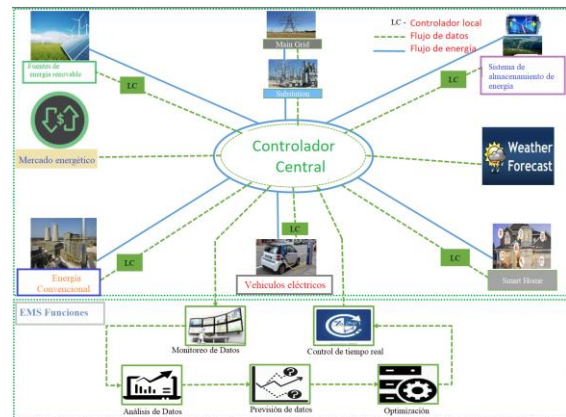 LC - Controlador local
Flujo de datos
Flujo de energía
Main Grid
Substation
Fuentes de
energía renovable
LC
LC
Sistema de
almacenamiento de
energía
$
Mercado energético
Controlador
Central
Weather
Forecast
LC
LC
LC
Energía
Convencional
Vehiculos eléctricos
Smart Home
EMS Funciones
Monitoreo de Datos
Control de tiempo real
? ?
Análisis de Datos
Previsión de datos
Optimización